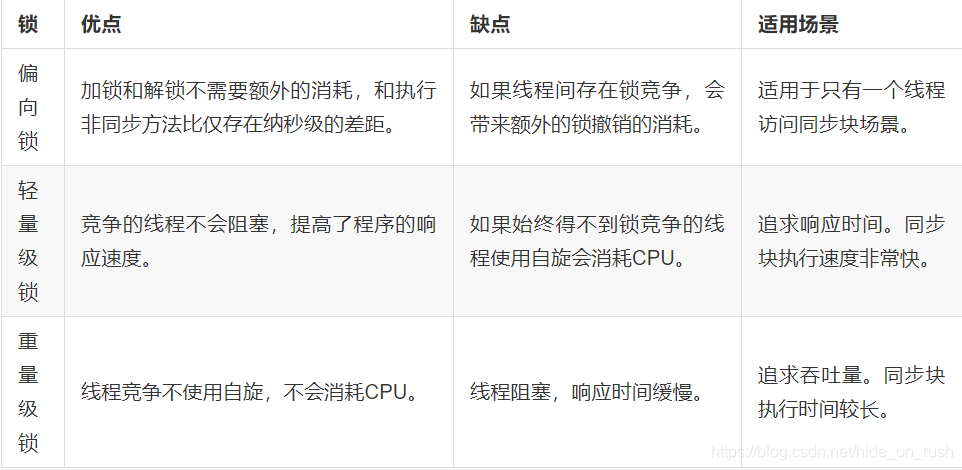 锁 优点 缺点 适用场景
偏
向
锁
加锁和解锁不需要额外的消耗，和执行
非同步方法比仅存在纳秒级的差距。
如果线程间存在锁竞争，会
带来额外的锁撤销的消耗。
适用于只有一个线程
访问同步块场景。
轻
量
级
锁
竞争的线程不会阻塞，提高了程序的响
应速度。
如果始终得不到锁竞争的线
程使用自旋会消耗CPU。
追求响应时间。同步
块执行速度非常快。
重
量
级
锁
线程竞争不使用自旋，不会消耗CPU。
线程阻塞，响应时间缓慢。
追求吞吐量。同步块
执行时间较长。
https://blog.csdn.net/hide_on_rush